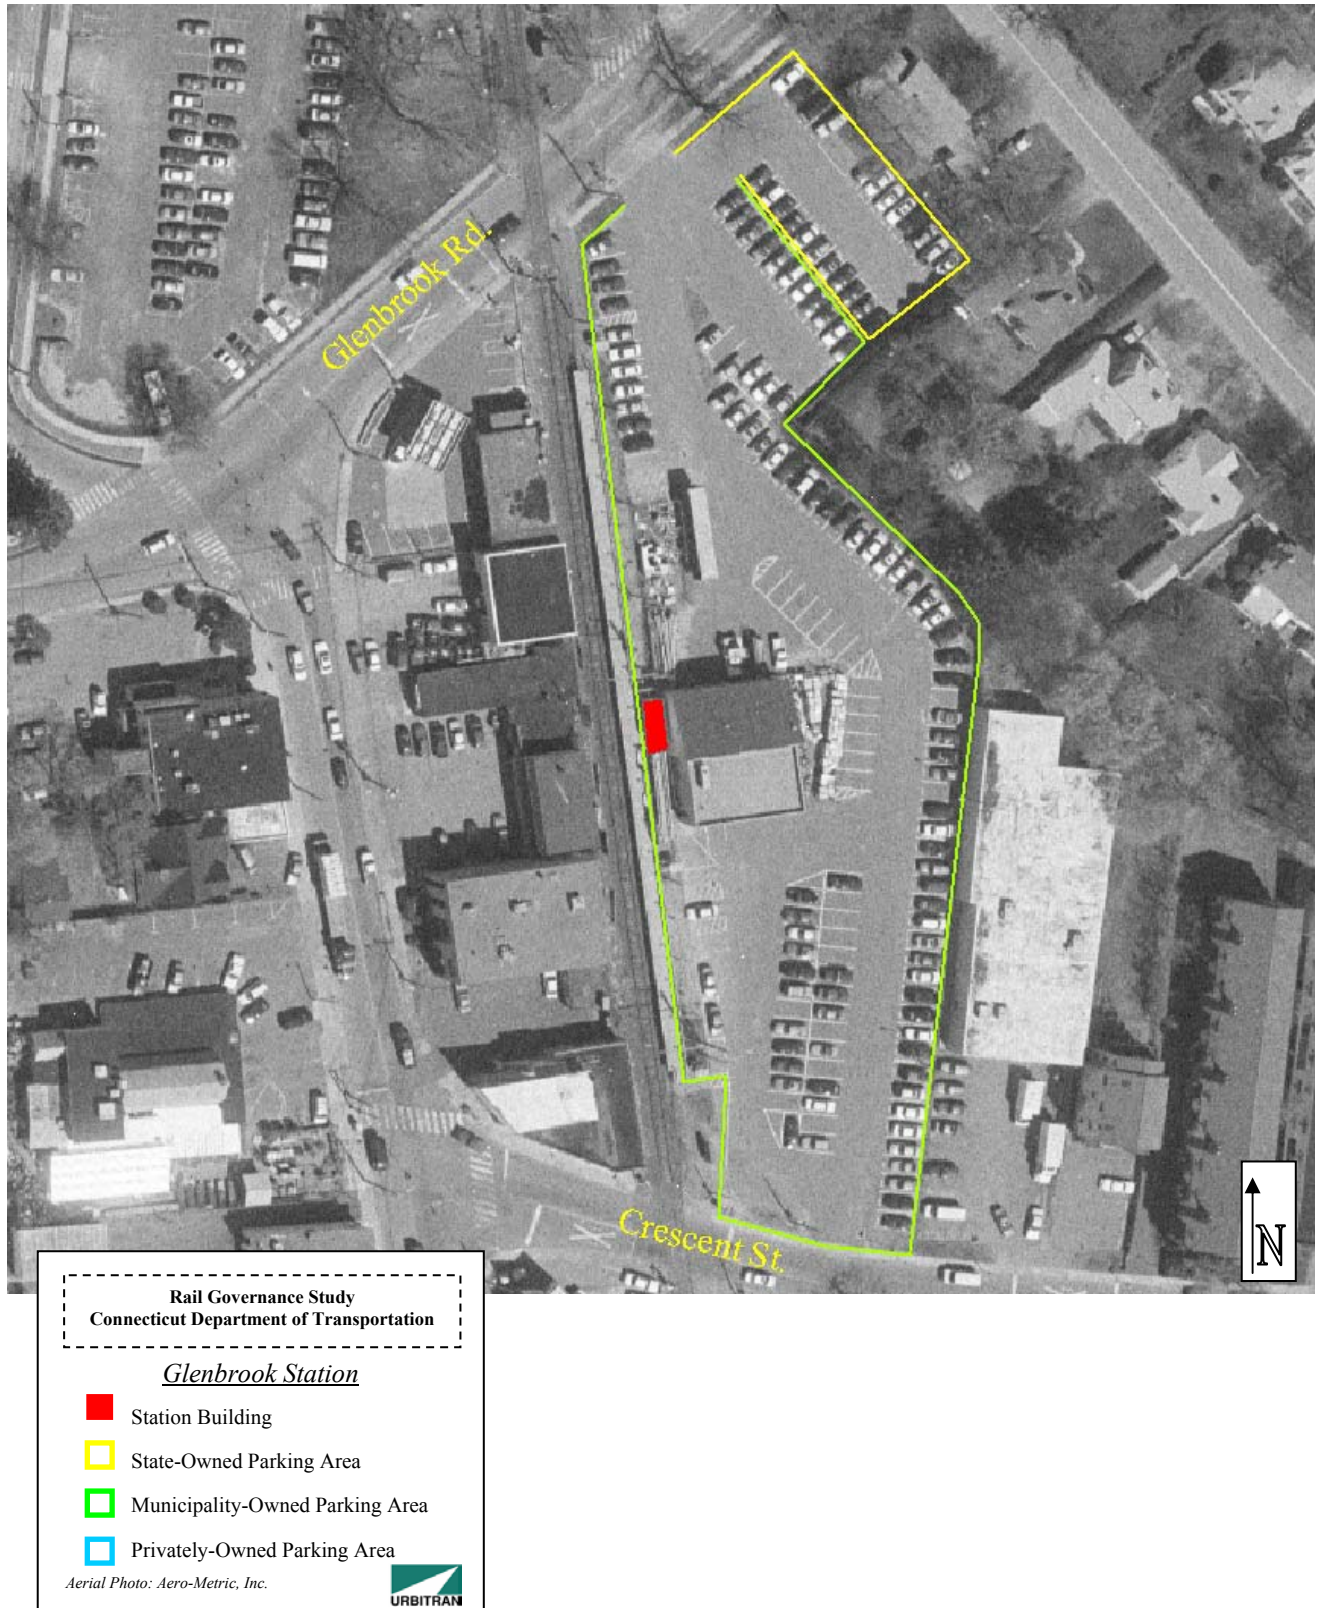 Glenbrook Rd.
Crescent St.
N
Rail Governance Study
Connecticut Department of Transportation
Glenbrook Station
Station Building
State-Owned Parking Area
Municipality-Owned Parking Area
Privately-Owned Parking Area
Aerial Photo: Aero-Metric, Inc.
URBITRAN